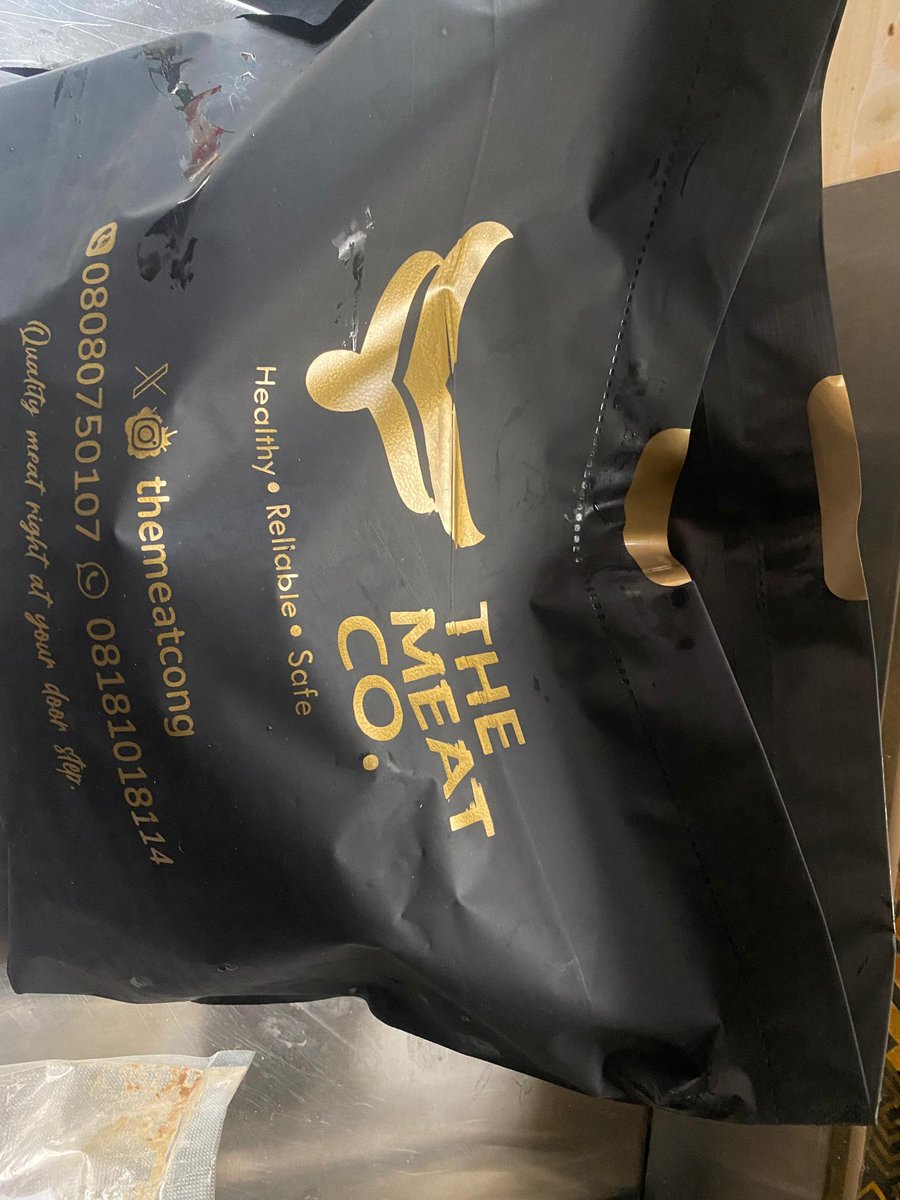 THE
MEAT
CO.
Healthy • Reliable • Safe
themeatcong
08080750107 08181018114
Quality meat right at your door step.